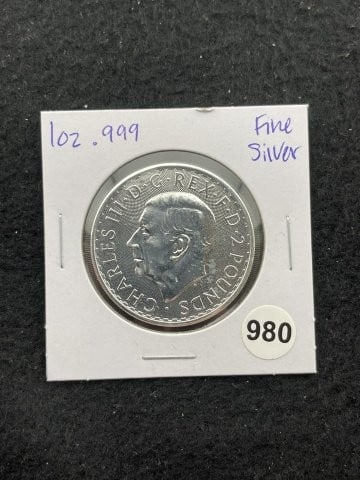 1oz .999
Fine
Silver
·CHARLES III·D·G·REX·F·D·2 POUNDS·
980